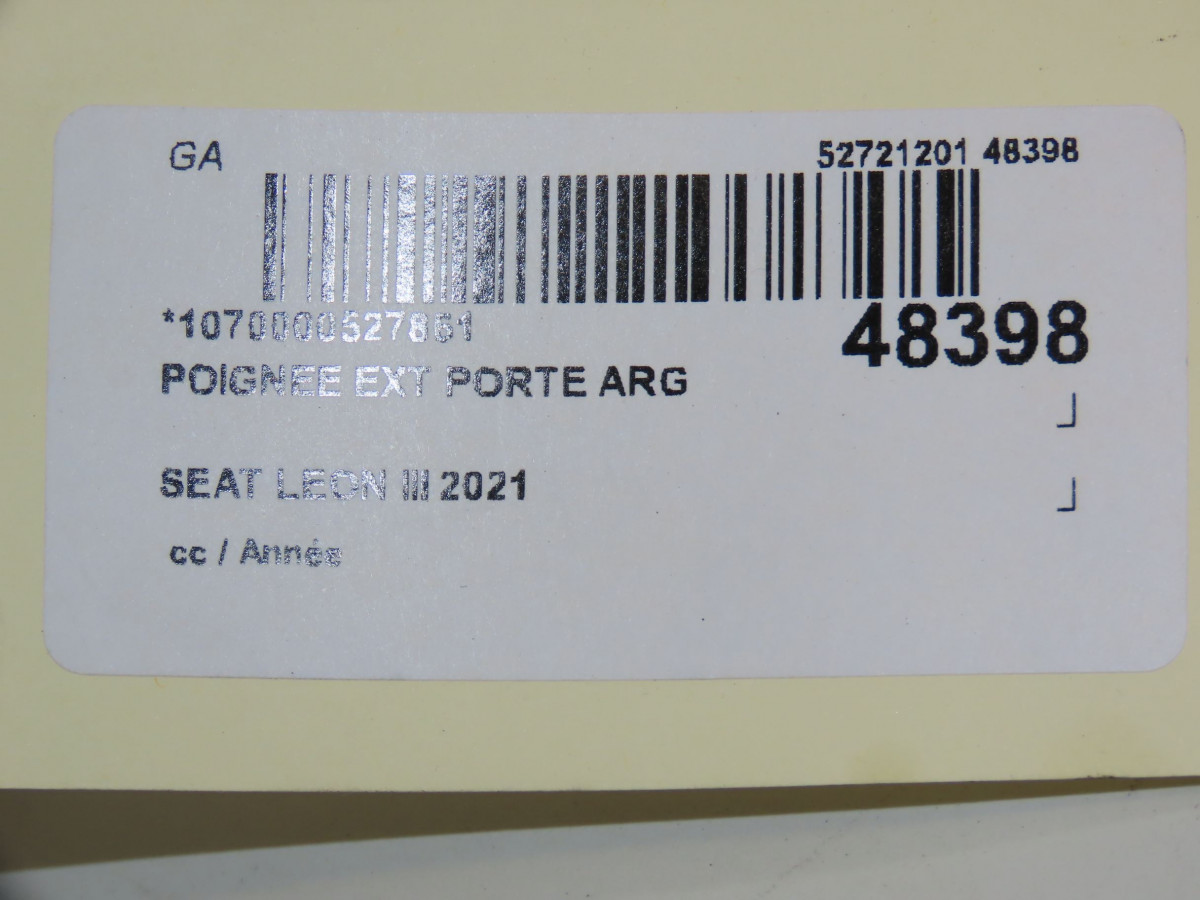 GA
52721201 48398
*1070000527861
48398
POIGNEE EXT PORTE ARG
SEAT LEON III 2021
cc / Année